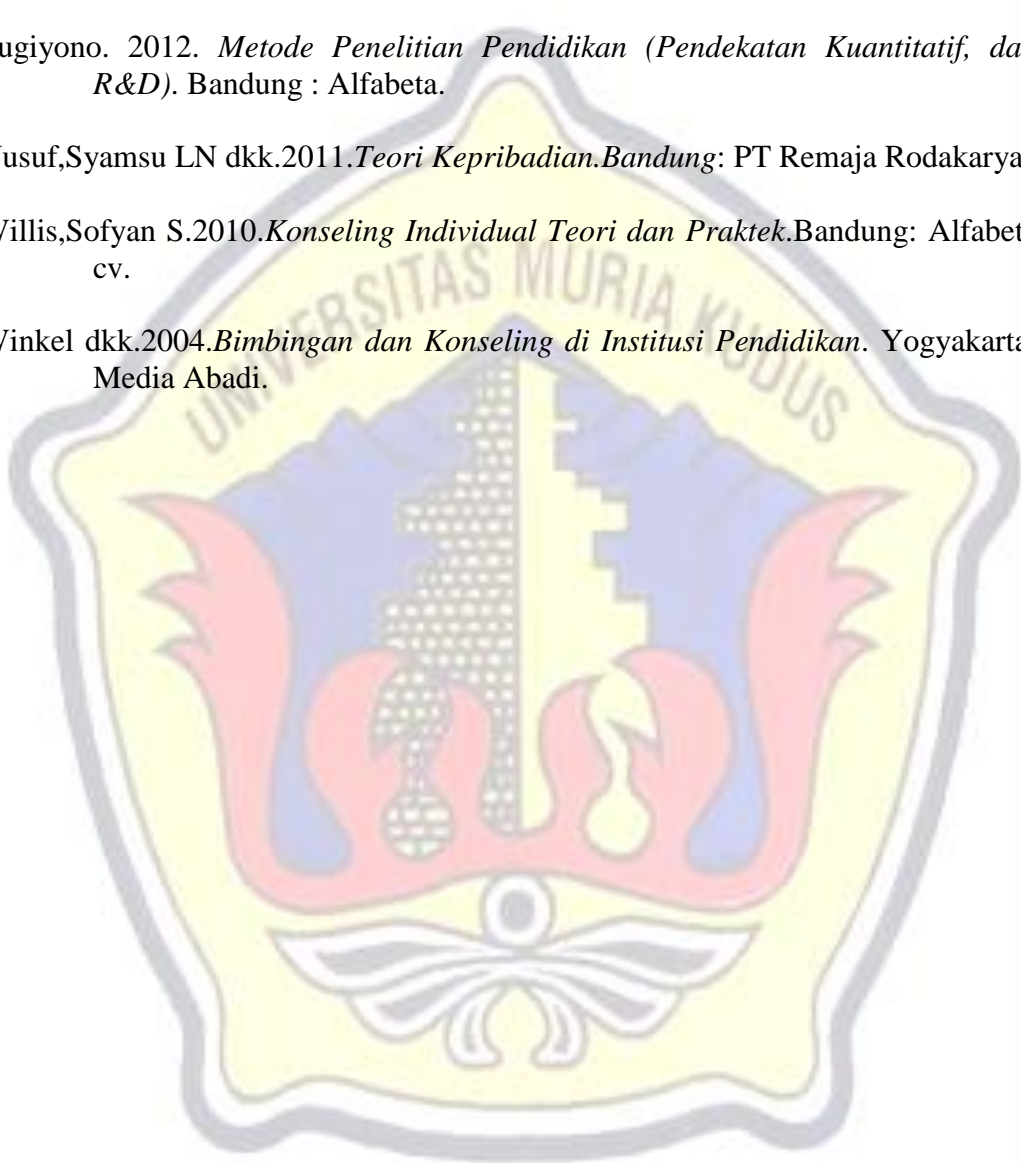 ugiyono. 2012. Metode Penelitian Pendidikan (Pendekatan Kuantitatif, da
R&D). Bandung : Alfabeta.
usuf,Syamsu LN dkk.2011.Teori Kepribadian.Bandung: PT Remaja Rodakarya
illis,Sofyan S.2010.Konseling Individual Teori dan Praktek.Bandung: Alfabet
cv.
inkel dkk.2004.Bimbingan dan Konseling di Institusi Pendidikan. Yogyakarta
Media Abadi.
UNIVERSITAS MURIA KUDUS